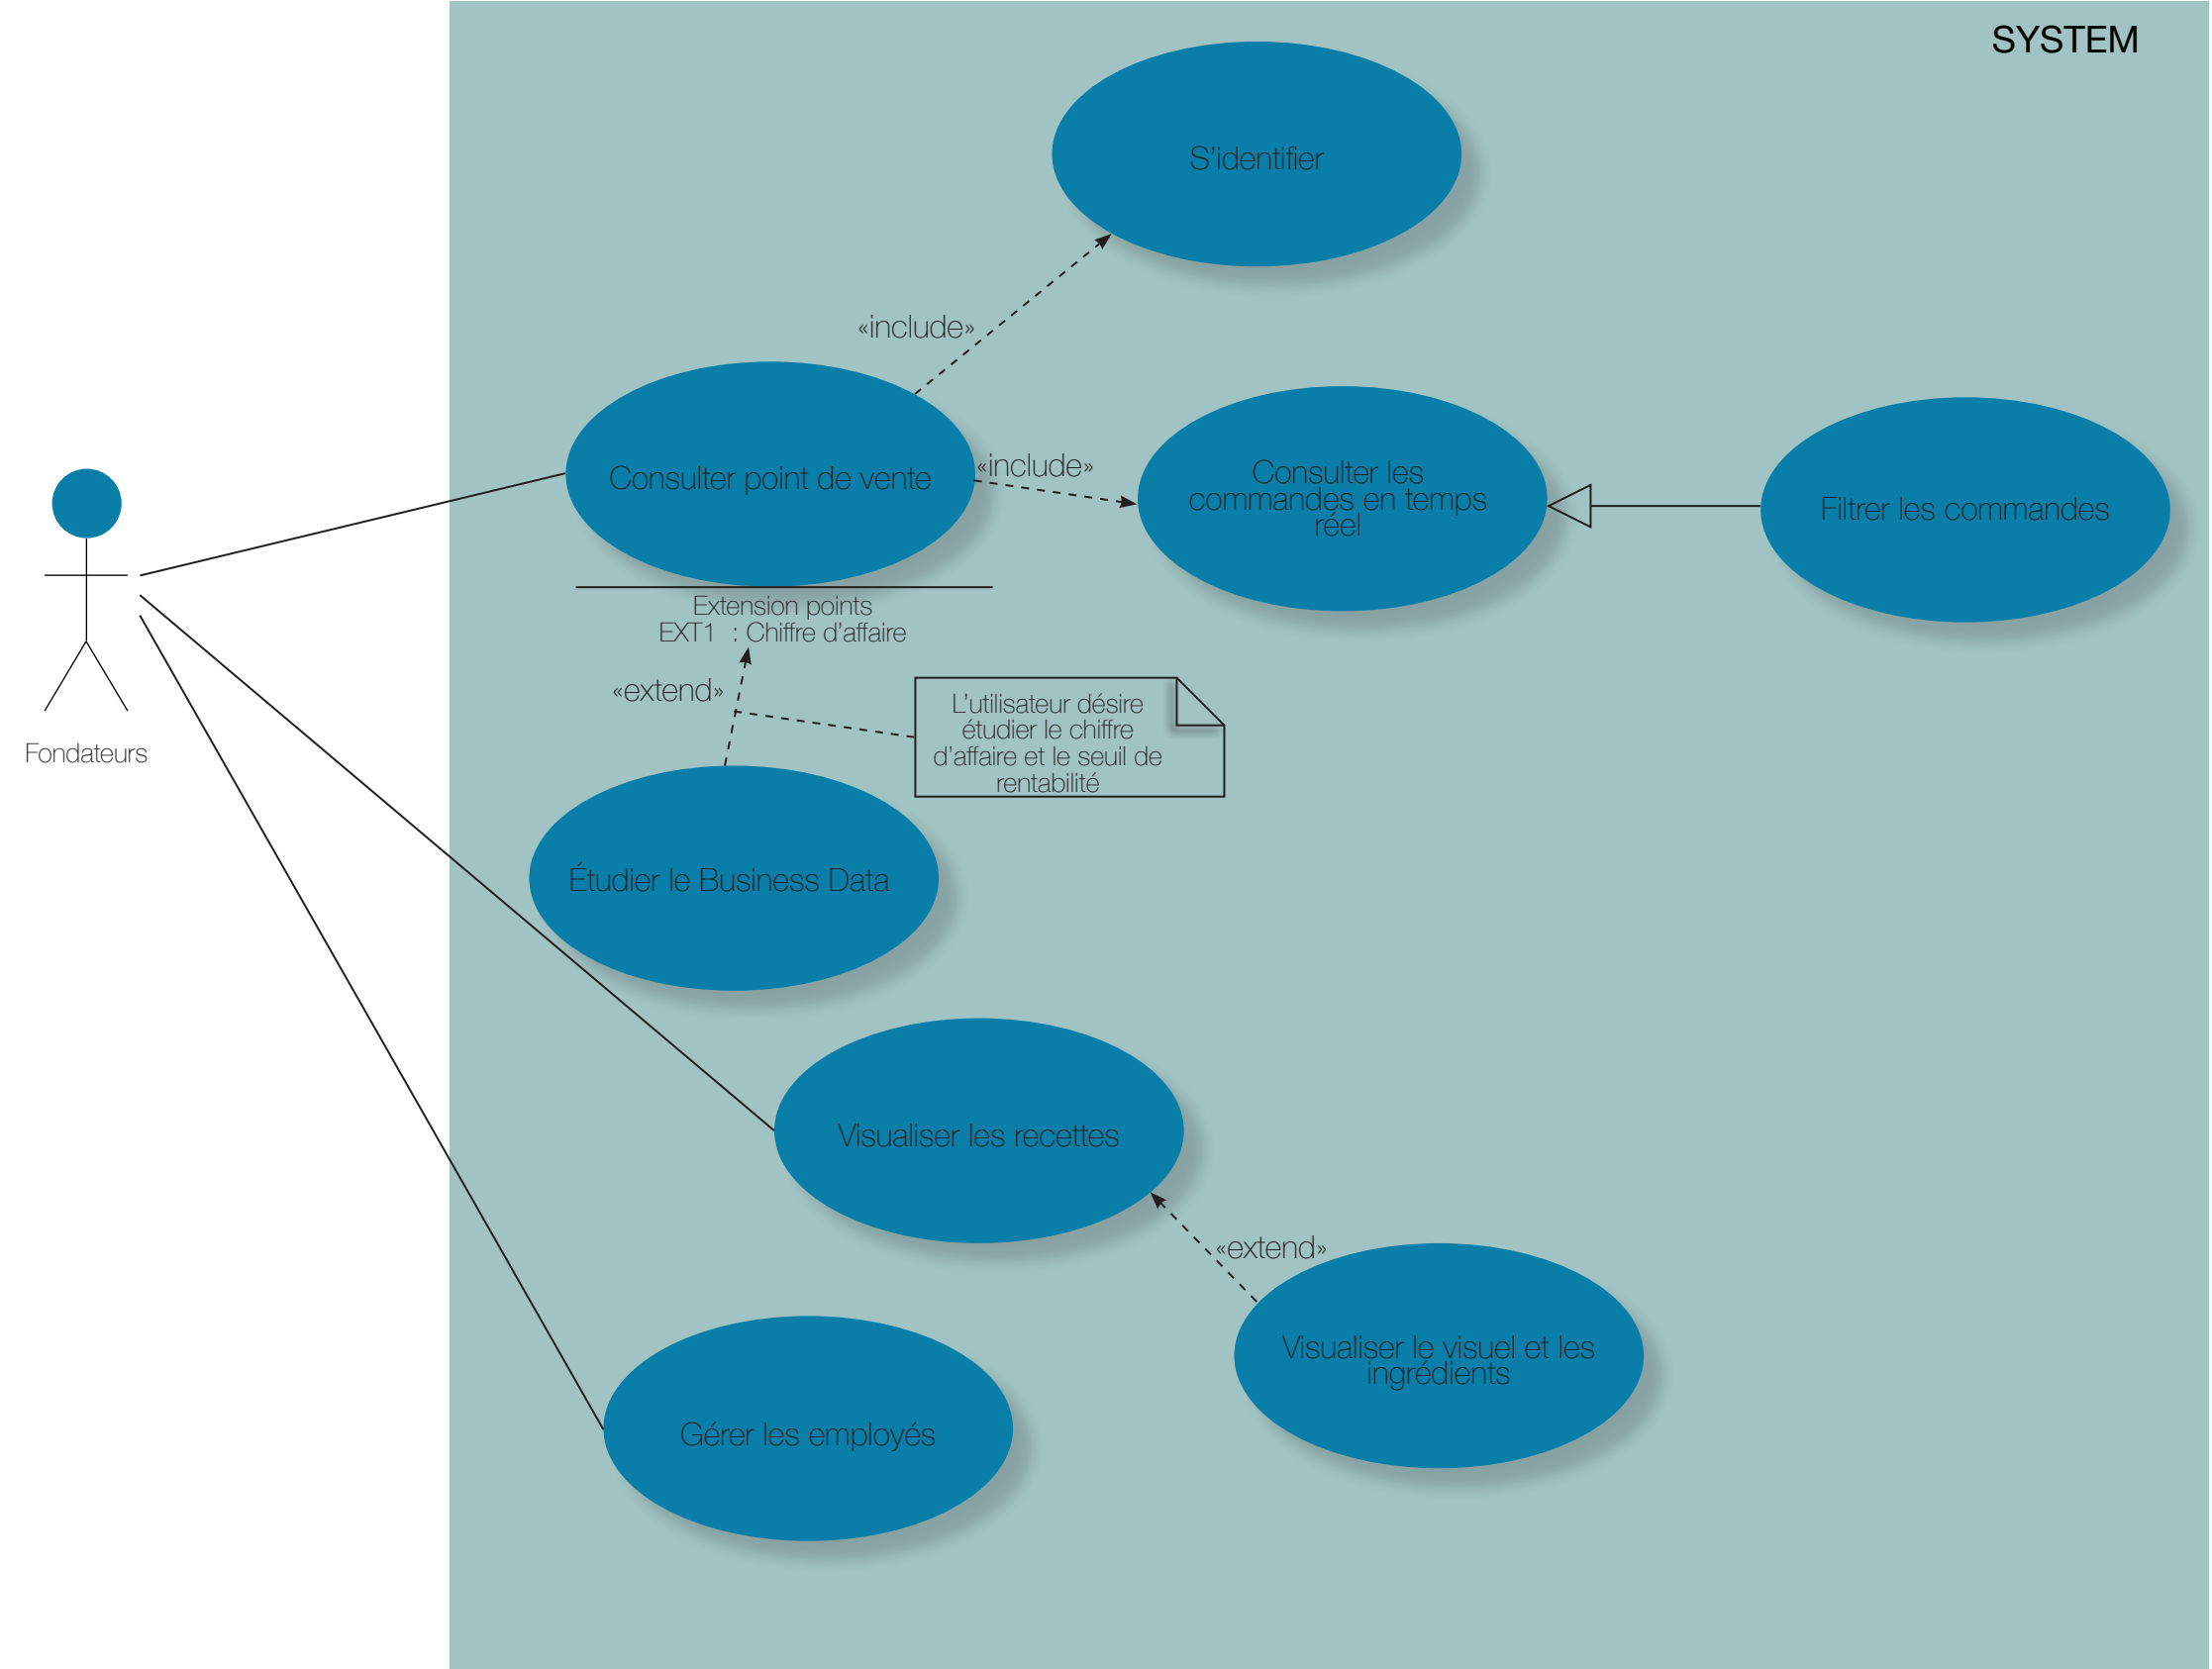 SYSTEM
S'identifier
«include»
Consulter point de vente
«include»
Consulter les
commandes en temps
réel
Filtrer les commandes
Extension points
EXT1 : Chiffre d'affaire
«extend»
L'utilisateur désire
étudier le chiffre
d'affaire et le seuil de
rentabilité
Fondateurs
Étudier le Business Data
Visualiser les recettes
«extend»
Visualiser le visuel et les
ingrédients
Gérer les employés